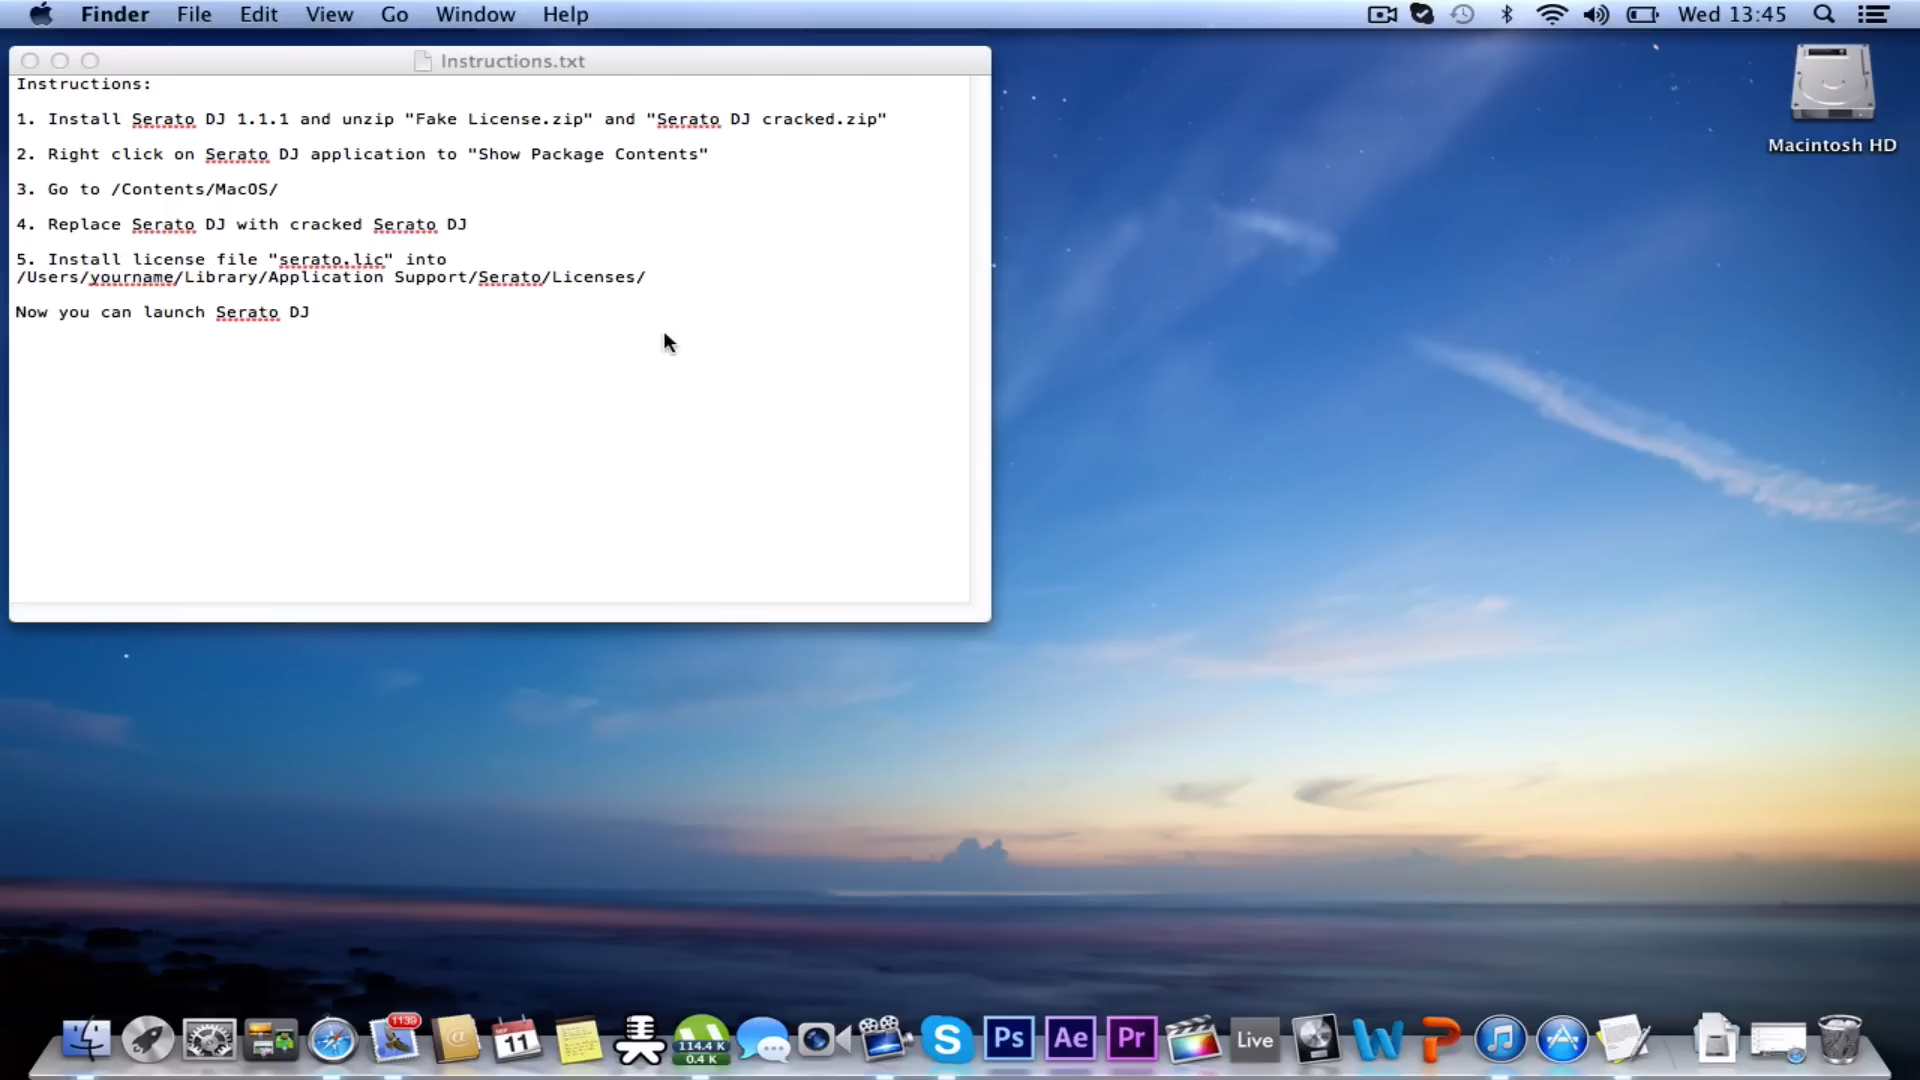 Finder File Edit View Go Window Help Wed 13:45
Instructions.txt
Instructions:
1. Install Serato DJ 1.1.1 and unzip "Fake License.zip" and "Serato DJ cracked.zip"
2. Right click on Serato DJ application to "Show Package Contents"
3. Go to /Contents/MacOS/
4. Replace Serato DJ with cracked Serato DJ
5. Install license file "serato.lic" into
/Users/yourname/Library/Application Support/Serato/Licenses/
Now you can launch Serato DJ
Macintosh HD
1139
11
114.4 K
0.4 K
S
Ps
Ae
Pr
Live
W
P